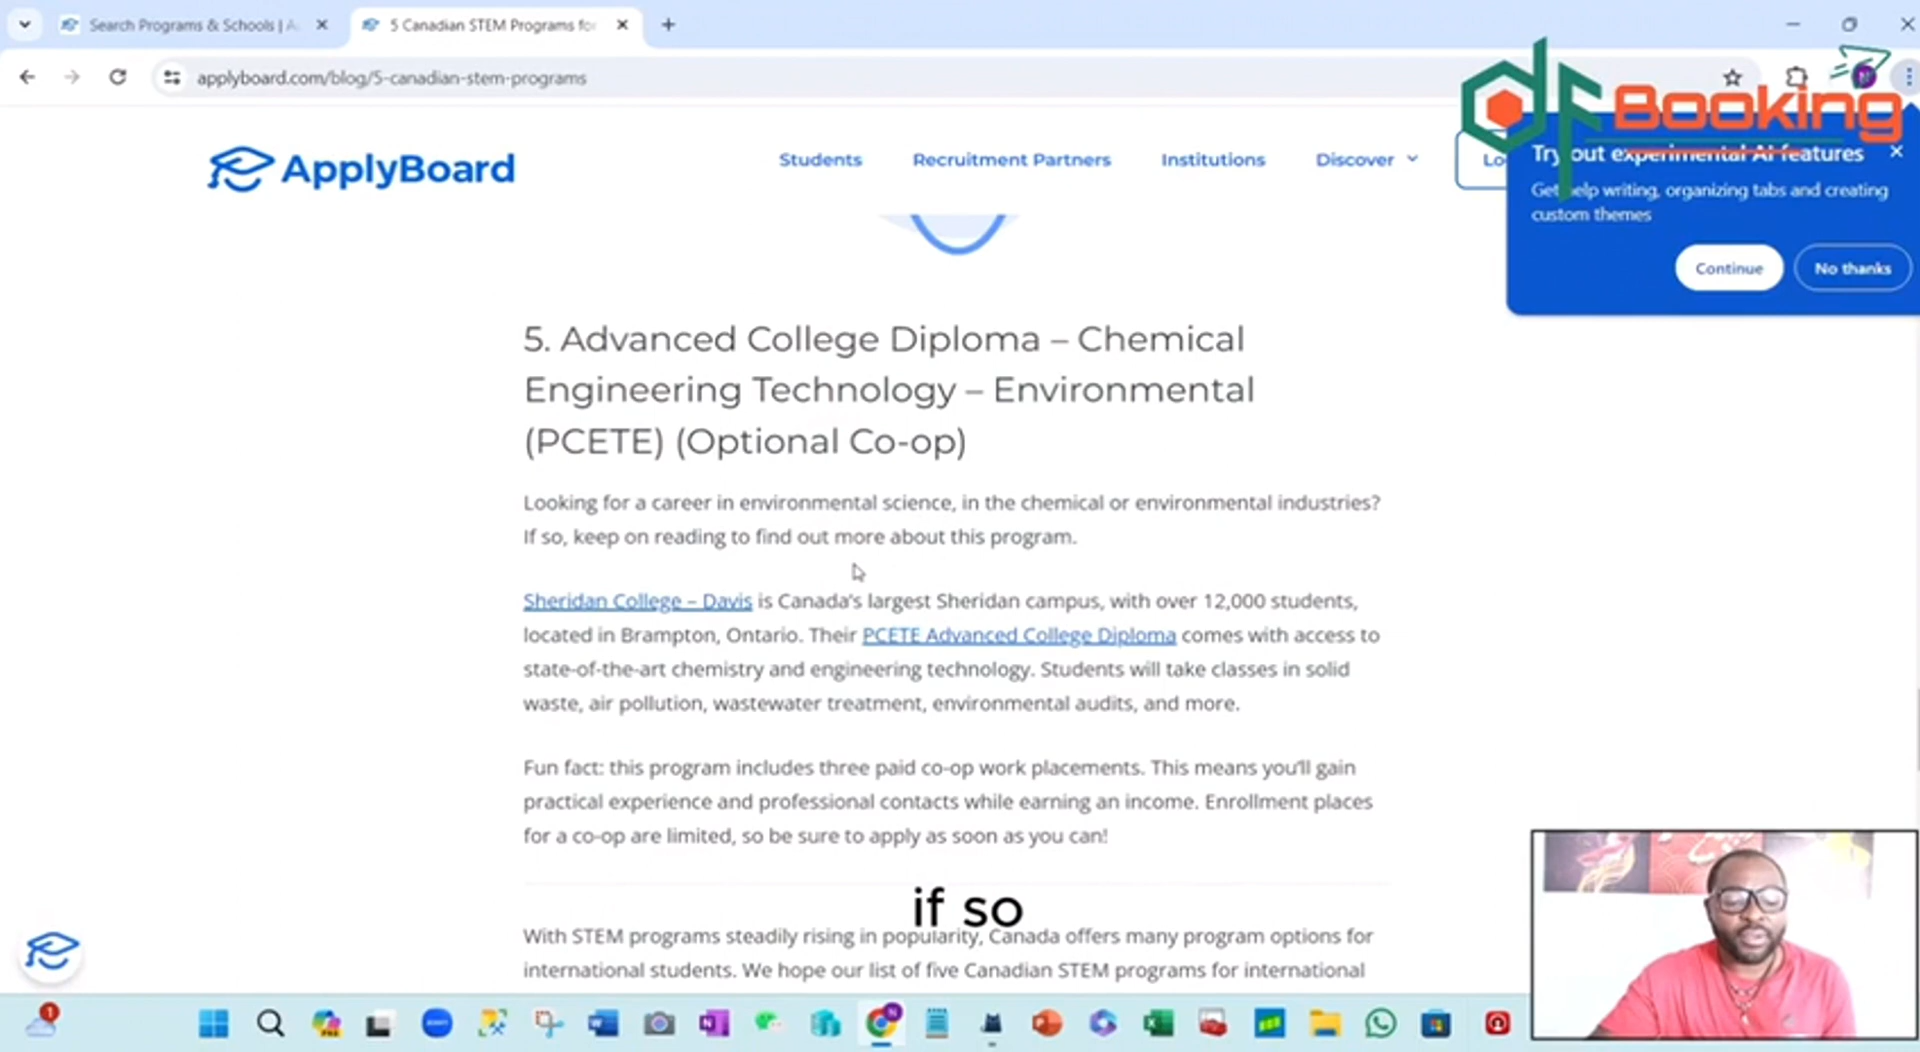 Search Programs & Schools | A
5 Canadian STEM Programs for
applyboard.com/blog/5-canadian-stem-programs
df Booking
ApplyBoard
Students
Recruitment Partners
Institutions
Discover
Lo
Try out experimental AI features
Get help writing, organizing tabs and creating
custom themes
Continue
No thanks
5. Advanced College Diploma – Chemical
Engineering Technology – Environmental
(PCETE) (Optional Co-op)
Looking for a career in environmental science, in the chemical or environmental industries?
If so, keep on reading to find out more about this program.
Sheridan College – Davis is Canada's largest Sheridan campus, with over 12,000 students,
located in Brampton, Ontario. Their PCETE Advanced College Diploma comes with access to
state-of-the-art chemistry and engineering technology. Students will take classes in solid
waste, air pollution, wastewater treatment, environmental audits, and more.
Fun fact: this program includes three paid co-op work placements. This means you'll gain
practical experience and professional contacts while earning an income. Enrollment places
for a co-op are limited, so be sure to apply as soon as you can!
if so
With STEM programs steadily rising in popularity, Canada offers many program options for
international students. We hope our list of five Canadian STEM programs for international
1